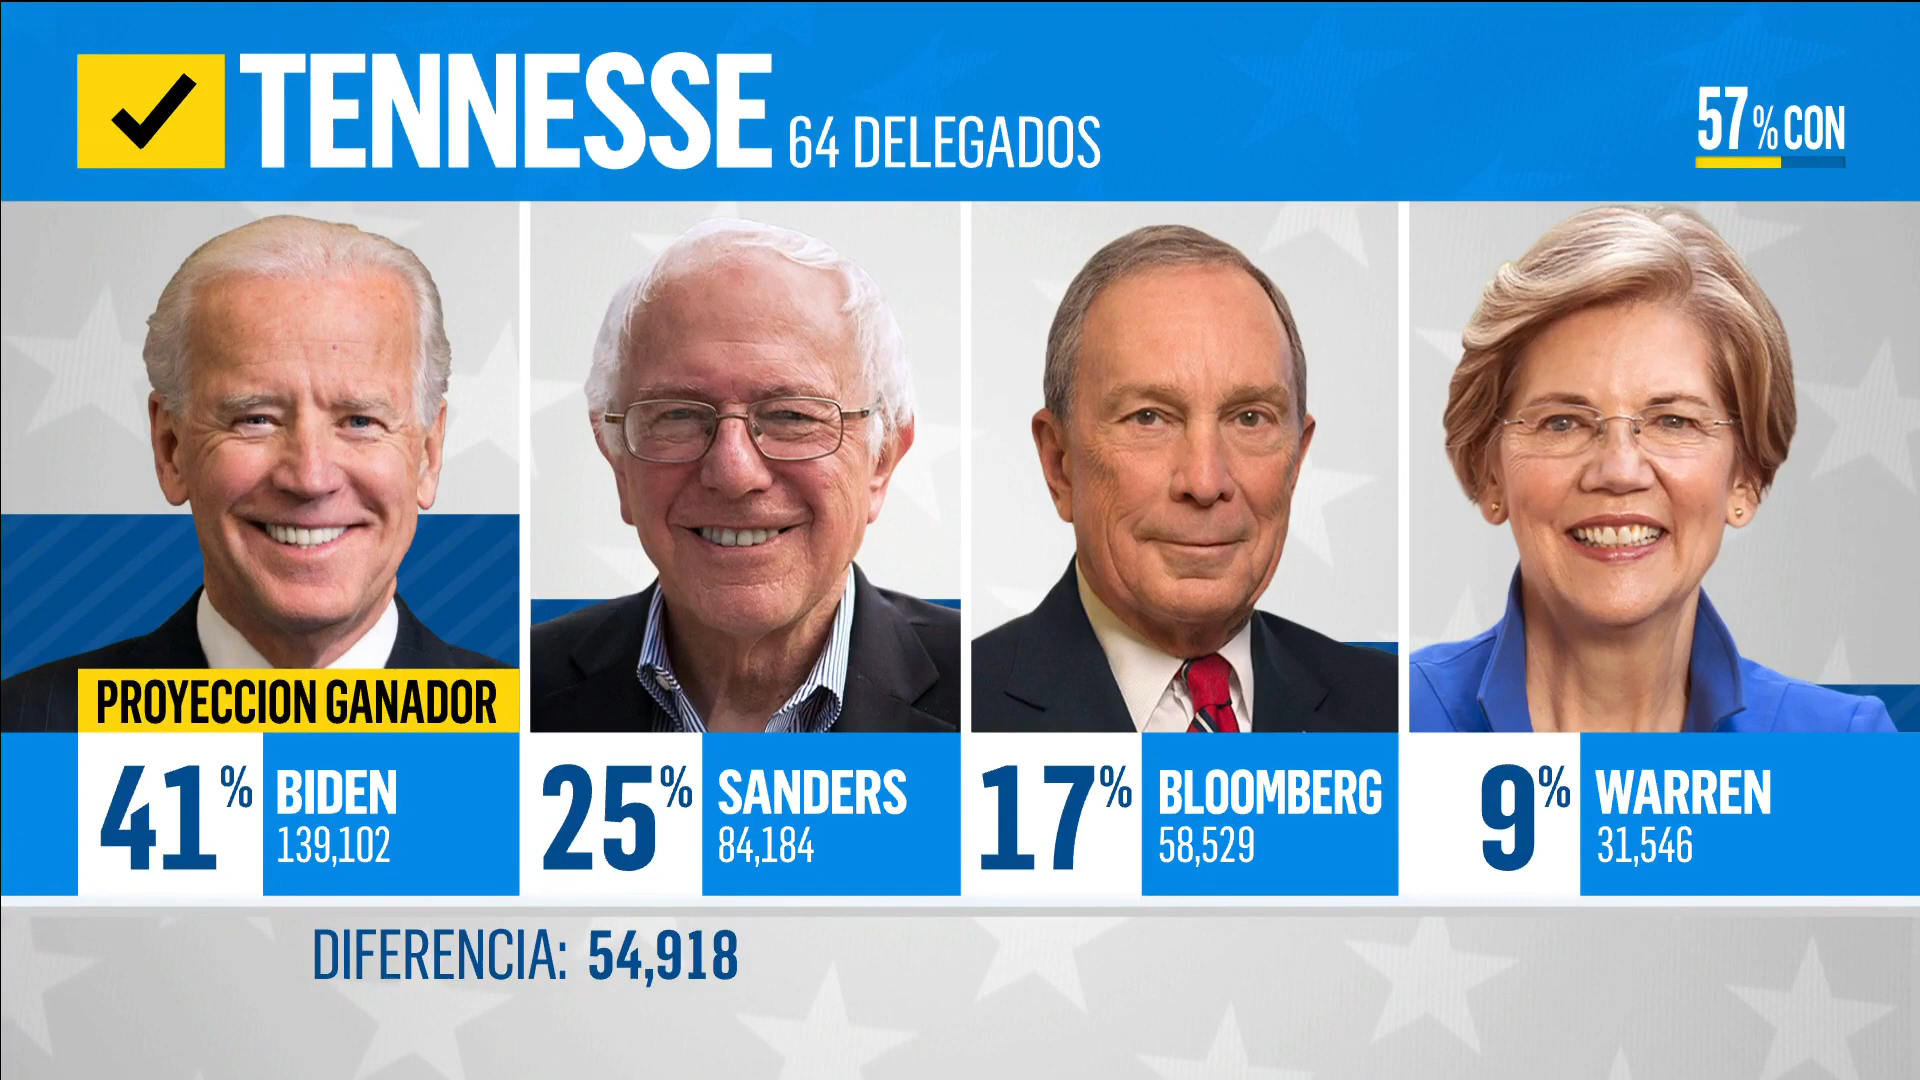 TENNESSE 64 DELEGADOS
57% CON
PROYECCION GANADOR
41% BIDEN
139,102
25% SANDERS
84,184
17% BLOOMBERG
58,529
9% WARREN
31,546
DIFERENCIA: 54,918